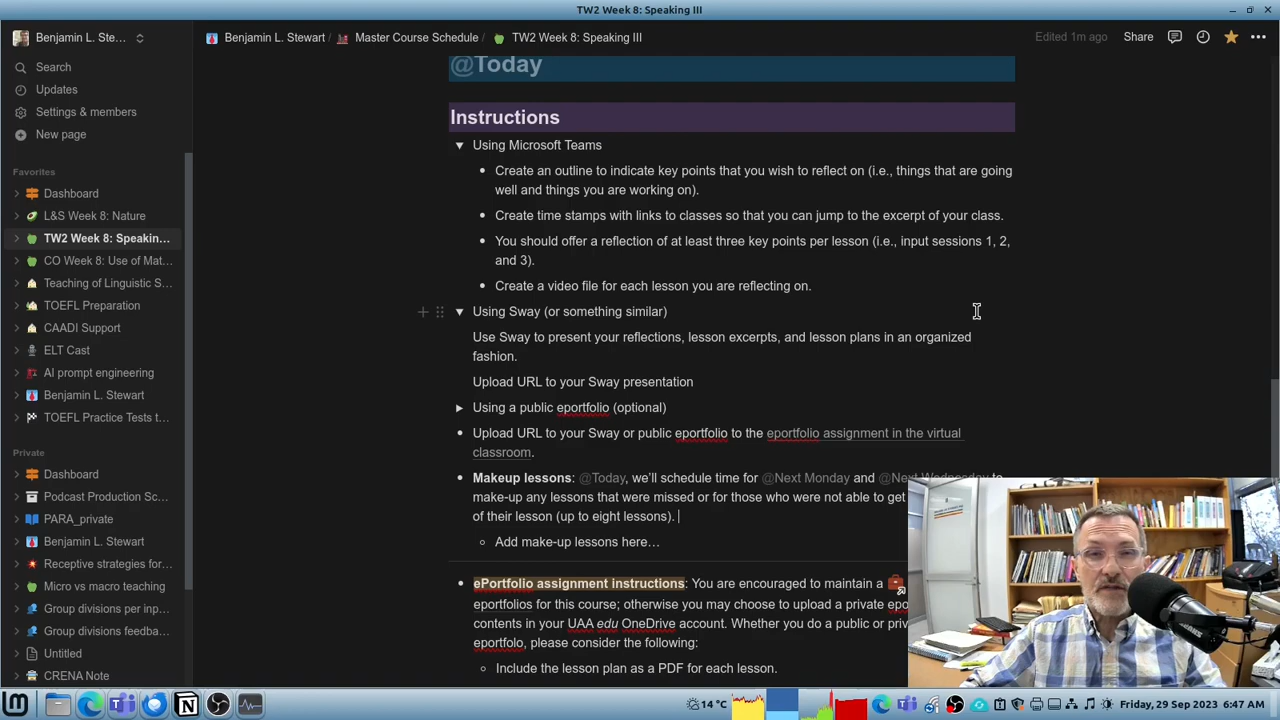 TW2 Week 8: Speaking III
Benjamin L. Ste...
Benjamin L. Stewart / Master Course Schedule / TW2 Week 8: Speaking III
Edited 1m ago Share
Search
Updates
Settings & members
New page
Favorites
Dashboard
L&S Week 8: Nature
TW2 Week 8: Speakin...
CO Week 8: Use of Mat...
Teaching of Linguistic S...
TOEFL Preparation
CAADI Support
ELT Cast
AI prompt engineering
Benjamin L. Stewart
TOEFL Practice Tests t...
Private
Dashboard
Podcast Production Sc...
PARA_private
Benjamin L. Stewart
Receptive strategies for...
Micro vs macro teaching
Group divisions per inp...
Group divisions feedba...
Untitled
CRENA Note
@Today
Instructions
Using Microsoft Teams
Create an outline to indicate key points that you wish to reflect on (i.e., things that are going
well and things you are working on).
Create time stamps with links to classes so that you can jump to the excerpt of your class.
You should offer a reflection of at least three key points per lesson (i.e., input sessions 1, 2,
and 3).
Create a video file for each lesson you are reflecting on.
Using Sway (or something similar)
Use Sway to present your reflections, lesson excerpts, and lesson plans in an organized
fashion.
Upload URL to your Sway presentation
Using a public eportfolio (optional)
Upload URL to your Sway or public eportfolio to the eportfolio assignment in the virtual
classroom.
Makeup lessons: @Today, we'll schedule time for @Next Monday and @Next Wednesday to
make-up any lessons that were missed or for those who were not able to get
of their lesson (up to eight lessons).
Add make-up lessons here…
ePortfolio assignment instructions: You are encouraged to maintain a
eportfolios for this course; otherwise you may choose to upload a private epo
contents in your UAA edu OneDrive account. Whether you do a public or pri
eportfolo, please consider the following:
Include the lesson plan as a PDF for each lesson.
14 °C
Friday, 29 Sep 2023 6:47 AM